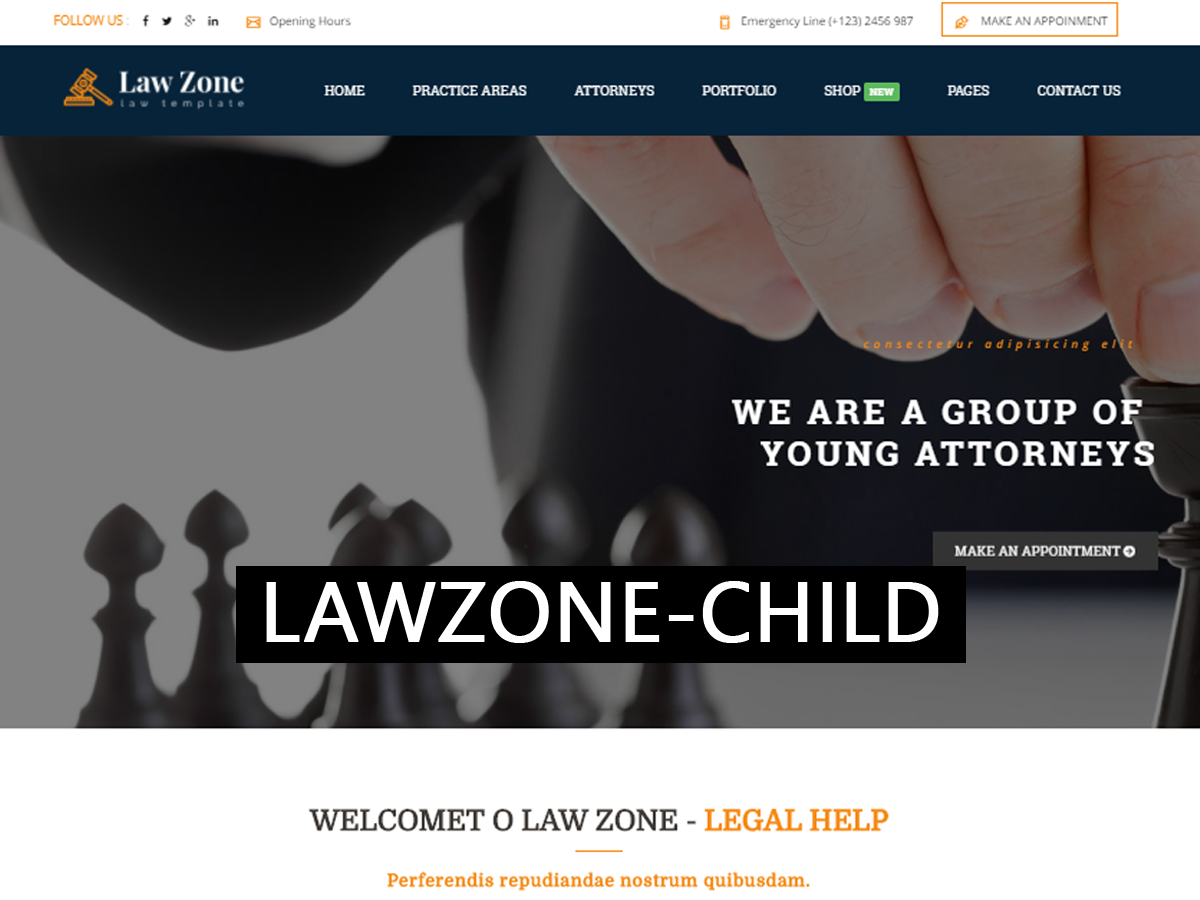 FOLLOW US :
Opening Hours
Emergency Line (+123) 2456 987
MAKE AN APPOINMENT
Law Zone
law template
HOME
PRACTICE AREAS
ATTORNEYS
PORTFOLIO
SHOP NEW
PAGES
CONTACT US
consectetur adipisicing elit
WE ARE A GROUP OF
YOUNG ATTORNEYS
MAKE AN APPOINTMENT
LAWZONE-CHILD
WELCOMET O LAW ZONE - LEGAL HELP
Perferendis repudiandae nostrum quibusdam.